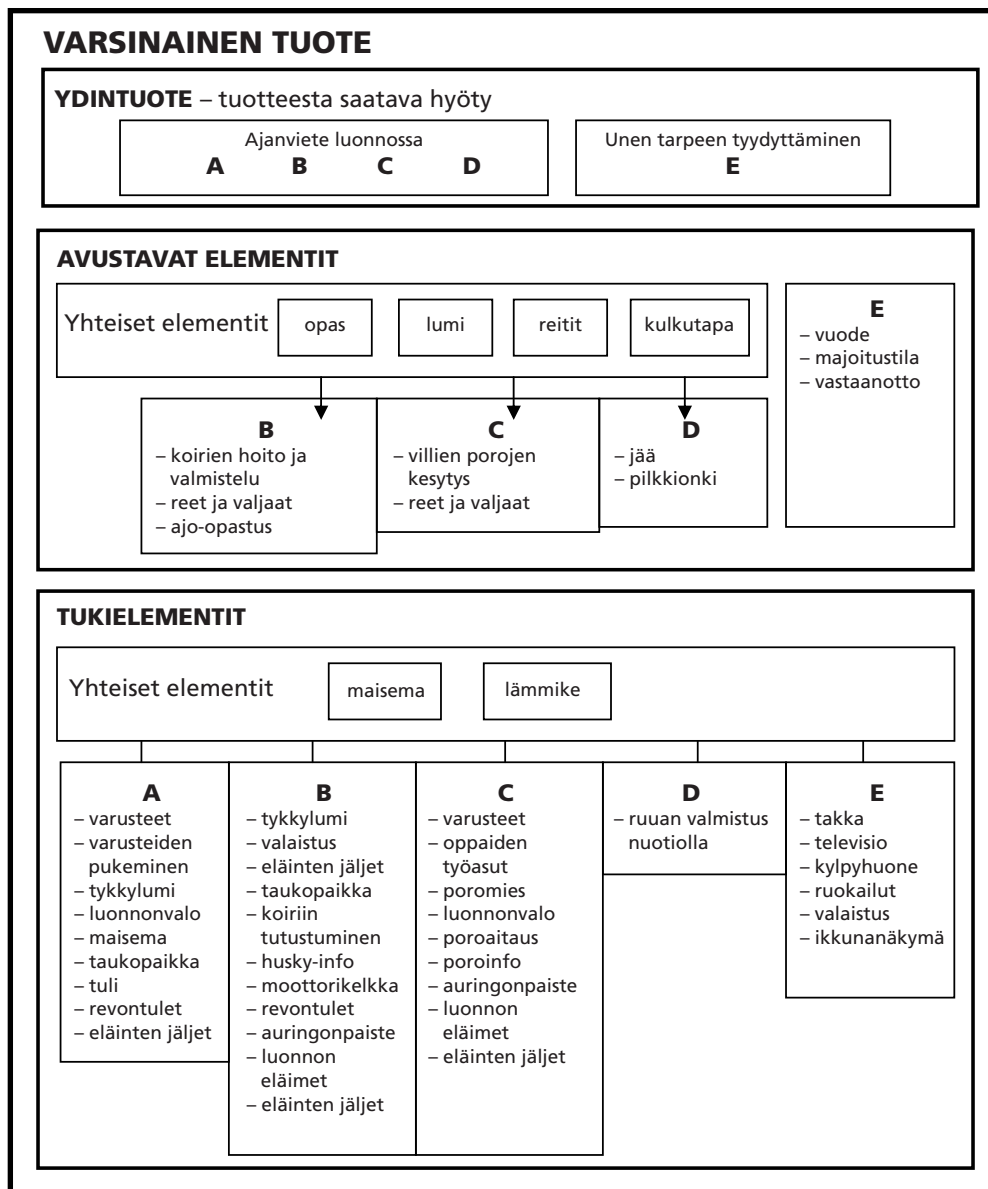 VARSINAINEN TUOTE
YDINTUOTE – tuotteesta saatava hyöty
Ajanviete luonnossa
A B C D
Unen tarpeen tyydyttäminen
E
AVUSTAVAT ELEMENTIT
Yhteiset elementit
opas
lumi
reitit
kulkutapa
B
– koirien hoito ja
valmistelu
– reet ja valjaat
– ajo-opastus
C
– villien porojen
kesytys
– reet ja valjaat
D
– jää
– pilkkionki
E
– vuode
– majoitustila
– vastaanotto
TUKIELEMENTIT
Yhteiset elementit
maisema
lämmike
A
– varusteet
– varusteiden
pukeminen
– tykkylumi
– luonnonvalo
– maisema
– taukopaikka
– tuli
– revontulet
– eläinten jäljet
B
– tykkylumi
– valaistus
– eläinten jäljet
– taukopaikka
– koiriin
tutustuminen
– husky-info
– moottorikelkka
– revontulet
– auringonpaiste
– luonnon
eläimet
– eläinten jäljet
C
– varusteet
– oppaiden
työasut
– poromies
– luonnonvalo
– poroaitaus
– poroinfo
– auringonpaiste
– luonnon
eläimet
– eläinten jäljet
D
– ruuan valmistus
nuotiolla
E
– takka
– televisio
– kylpyhuone
– ruokailut
– valaistus
– ikkunanäkymä